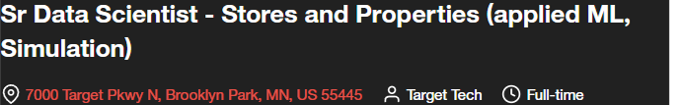 Sr Data Scientist - Stores and Properties (applied ML,
Simulation)
7000 Target Pkwy N, Brooklyn Park, MN, US 55445 Target Tech Full-time